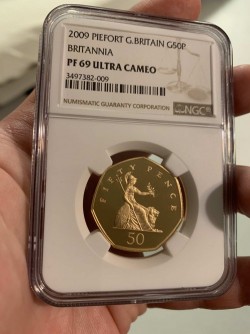 2009 PIEFORT G.BRITAIN G50P
BRITANNIA
PF 69 ULTRA CAMEO
3497382-009
NUMISMATIC GUARANTY CORPORATION
NGC
FIFTY PENCE
50